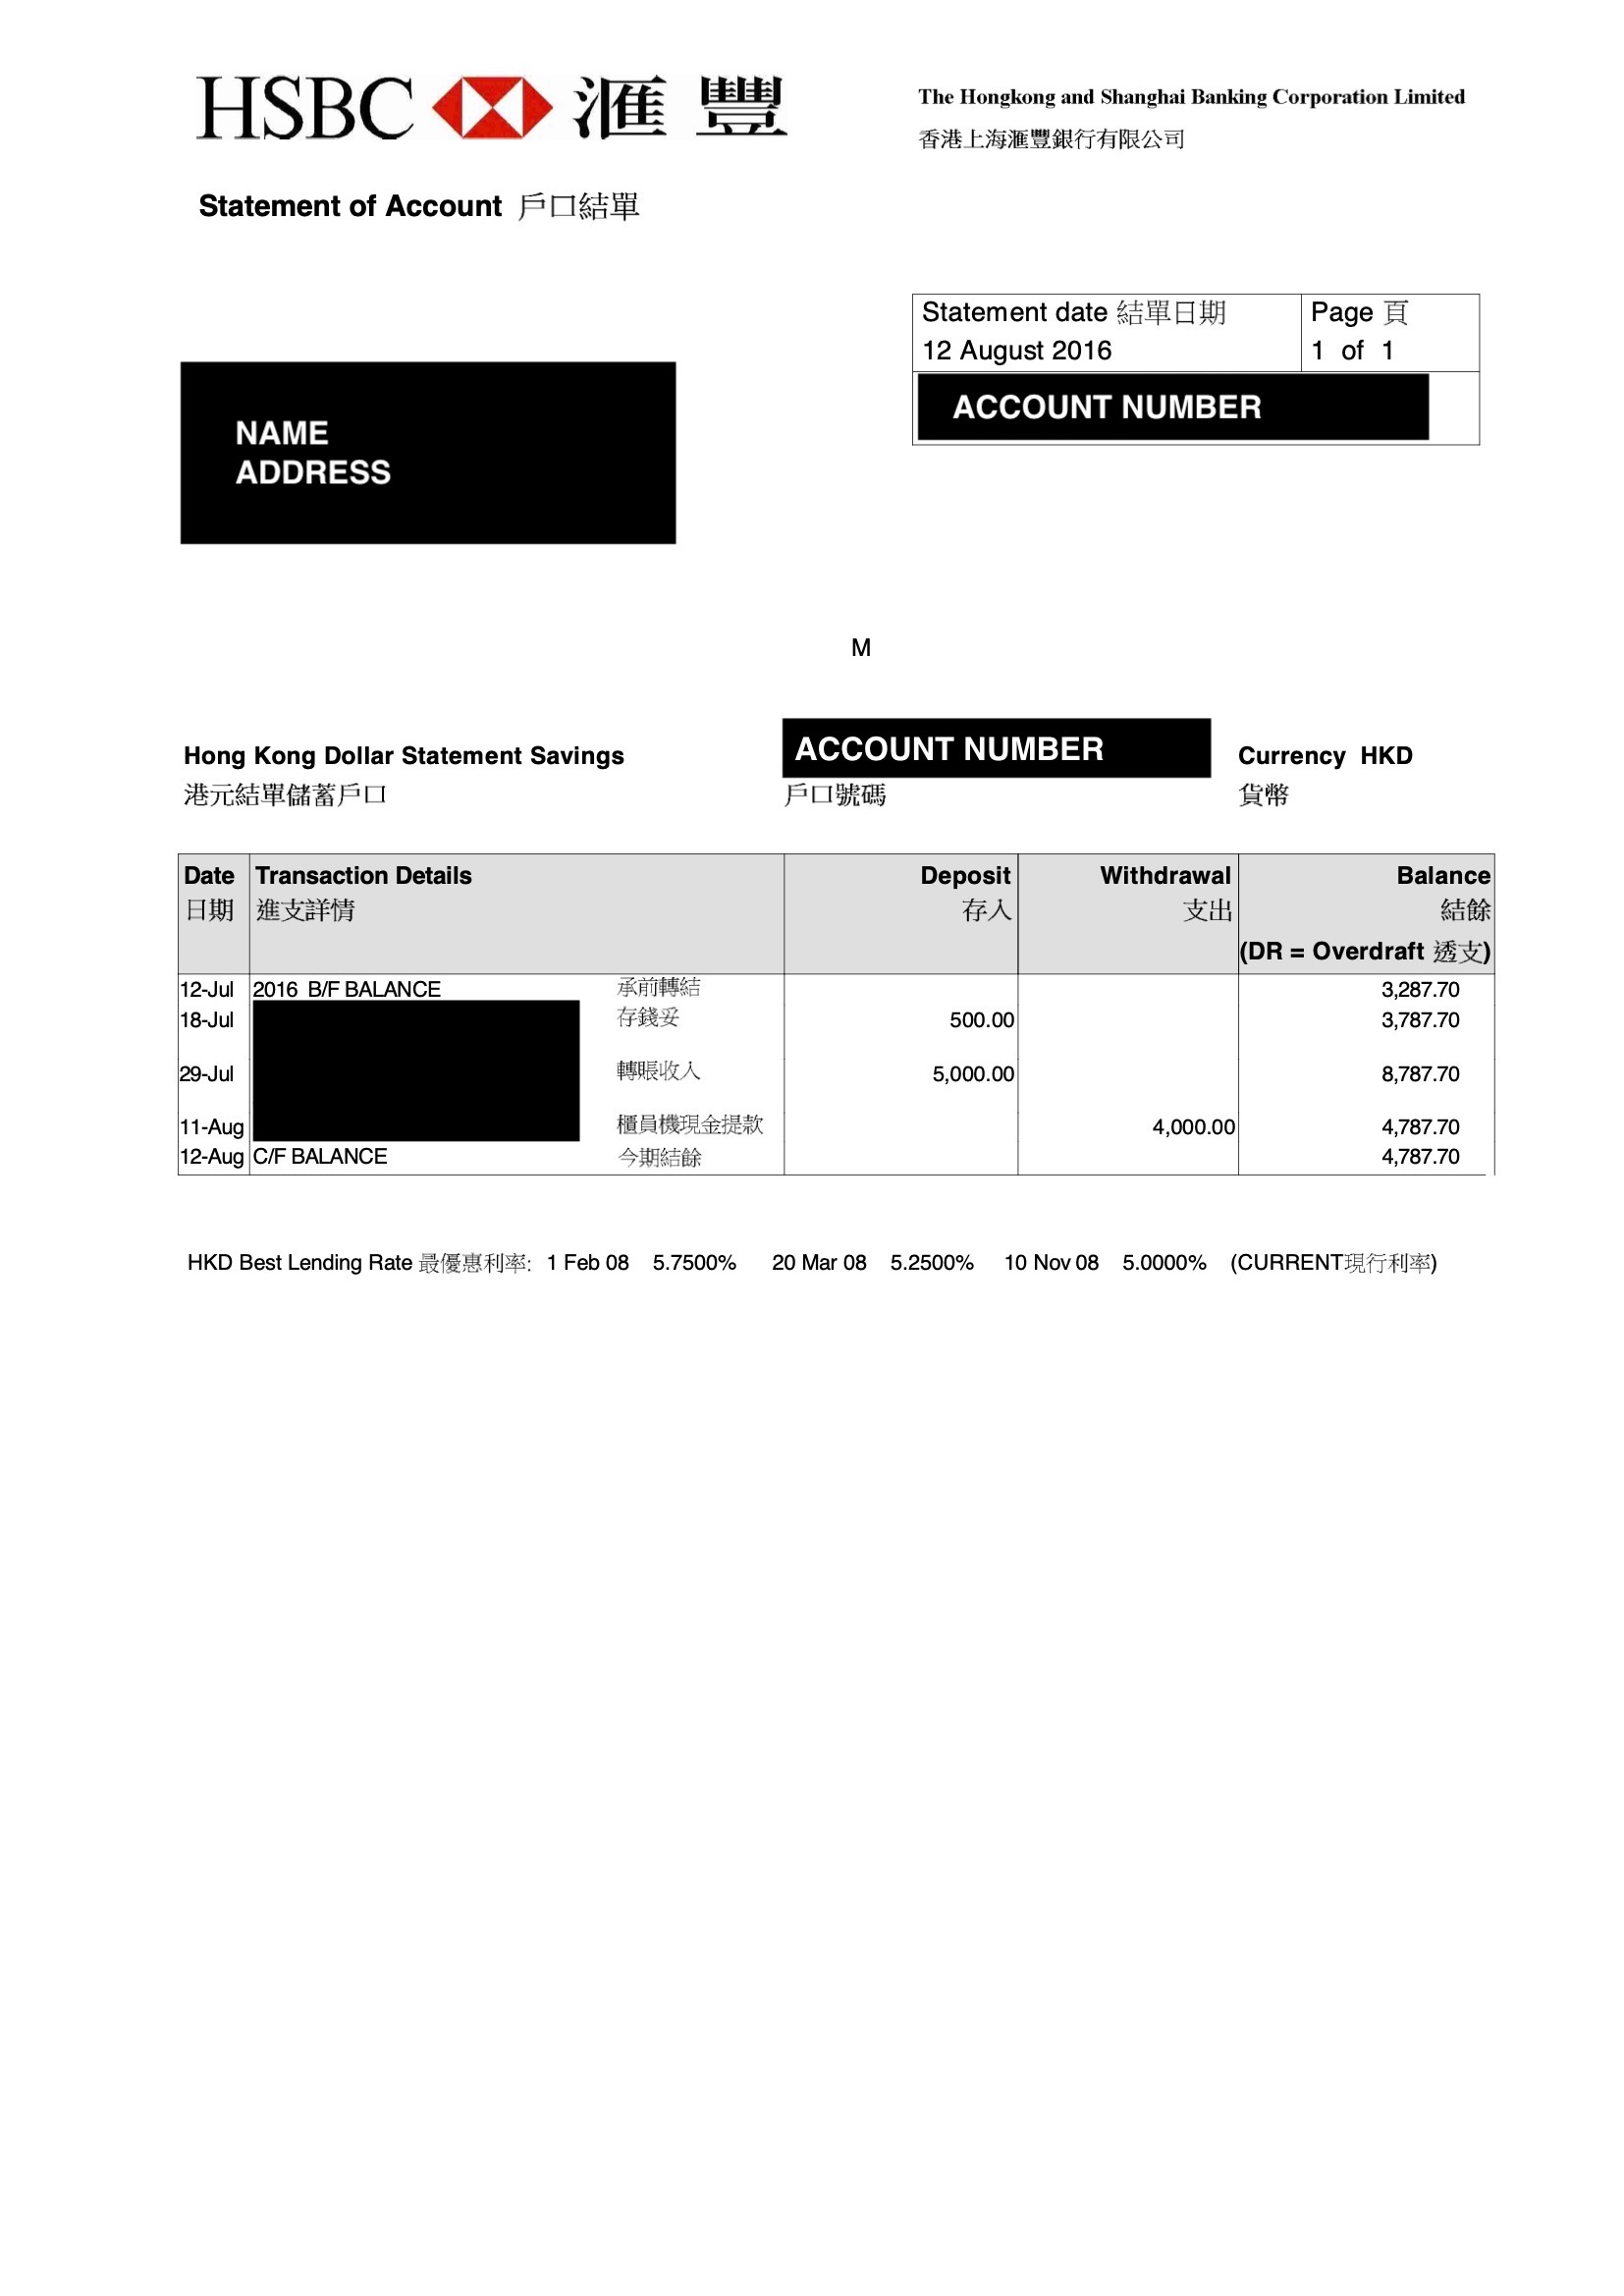 HSBC 滙豐
The Hongkong and Shanghai Banking Corporation Limited
香港上海滙豐銀行有限公司
Statement of Account 戶口結單
Statement date 結單日期 Page 頁
12 August 2016 1 of 1
ACCOUNT NUMBER
NAME
ADDRESS
M
Hong Kong Dollar Statement Savings ACCOUNT NUMBER Currency HKD
港元結單儲蓄戶口 戶口號碼 貨幣
Date Transaction Details Deposit Withdrawal Balance
日期 進支詳情 存入 支出 結餘
(DR = Overdraft 透支)
12-Jul 2016 B/F BALANCE 承前轉結 3,287.70
18-Jul 存錢妥 500.00 3,787.70
29-Jul 轉賬收入 5,000.00 8,787.70
11-Aug 櫃員機現金提款 4,000.00 4,787.70
12-Aug C/F BALANCE 今期結餘 4,787.70
HKD Best Lending Rate 最優惠利率: 1 Feb 08 5.7500% 20 Mar 08 5.2500% 10 Nov 08 5.0000% (CURRENT現行利率)